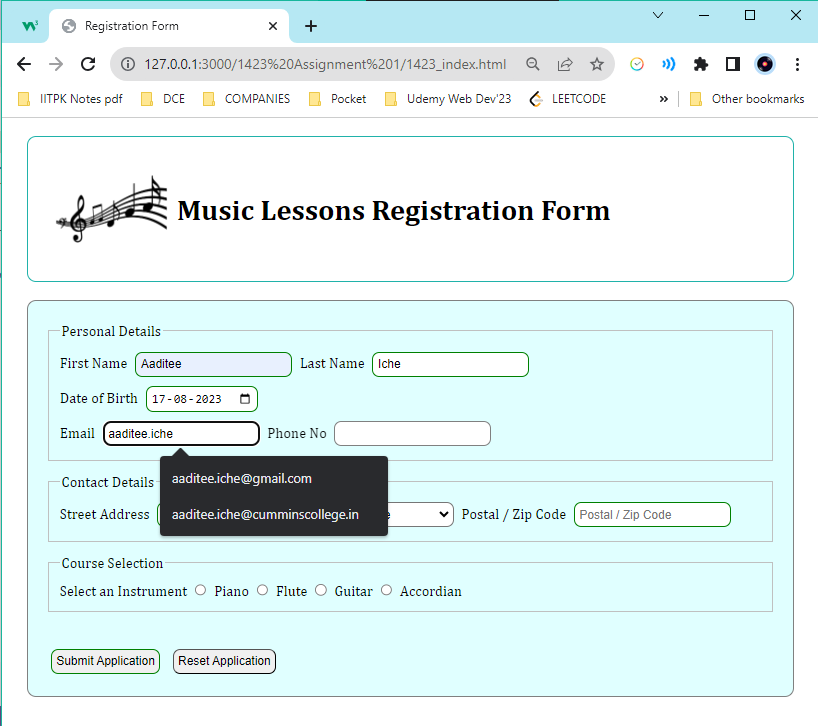 Registration Form
127.0.0.1:3000/1423%20Assignment%201/1423_index.html
IITPK Notes pdf DCE COMPANIES Pocket Udemy Web Dev'23 LEETCODE » Other bookmarks
Music Lessons Registration Form
Personal Details
First Name Aaditee Last Name Iche
Date of Birth 17-08-2023
Email aaditee.iche Phone No
aaditee.iche@gmail.com
aaditee.iche@cumminscollege.in
Contact Details
Street Address Postal / Zip Code Postal / Zip Code
Course Selection
Select an Instrument Piano Flute Guitar Accordian
Submit Application Reset Application